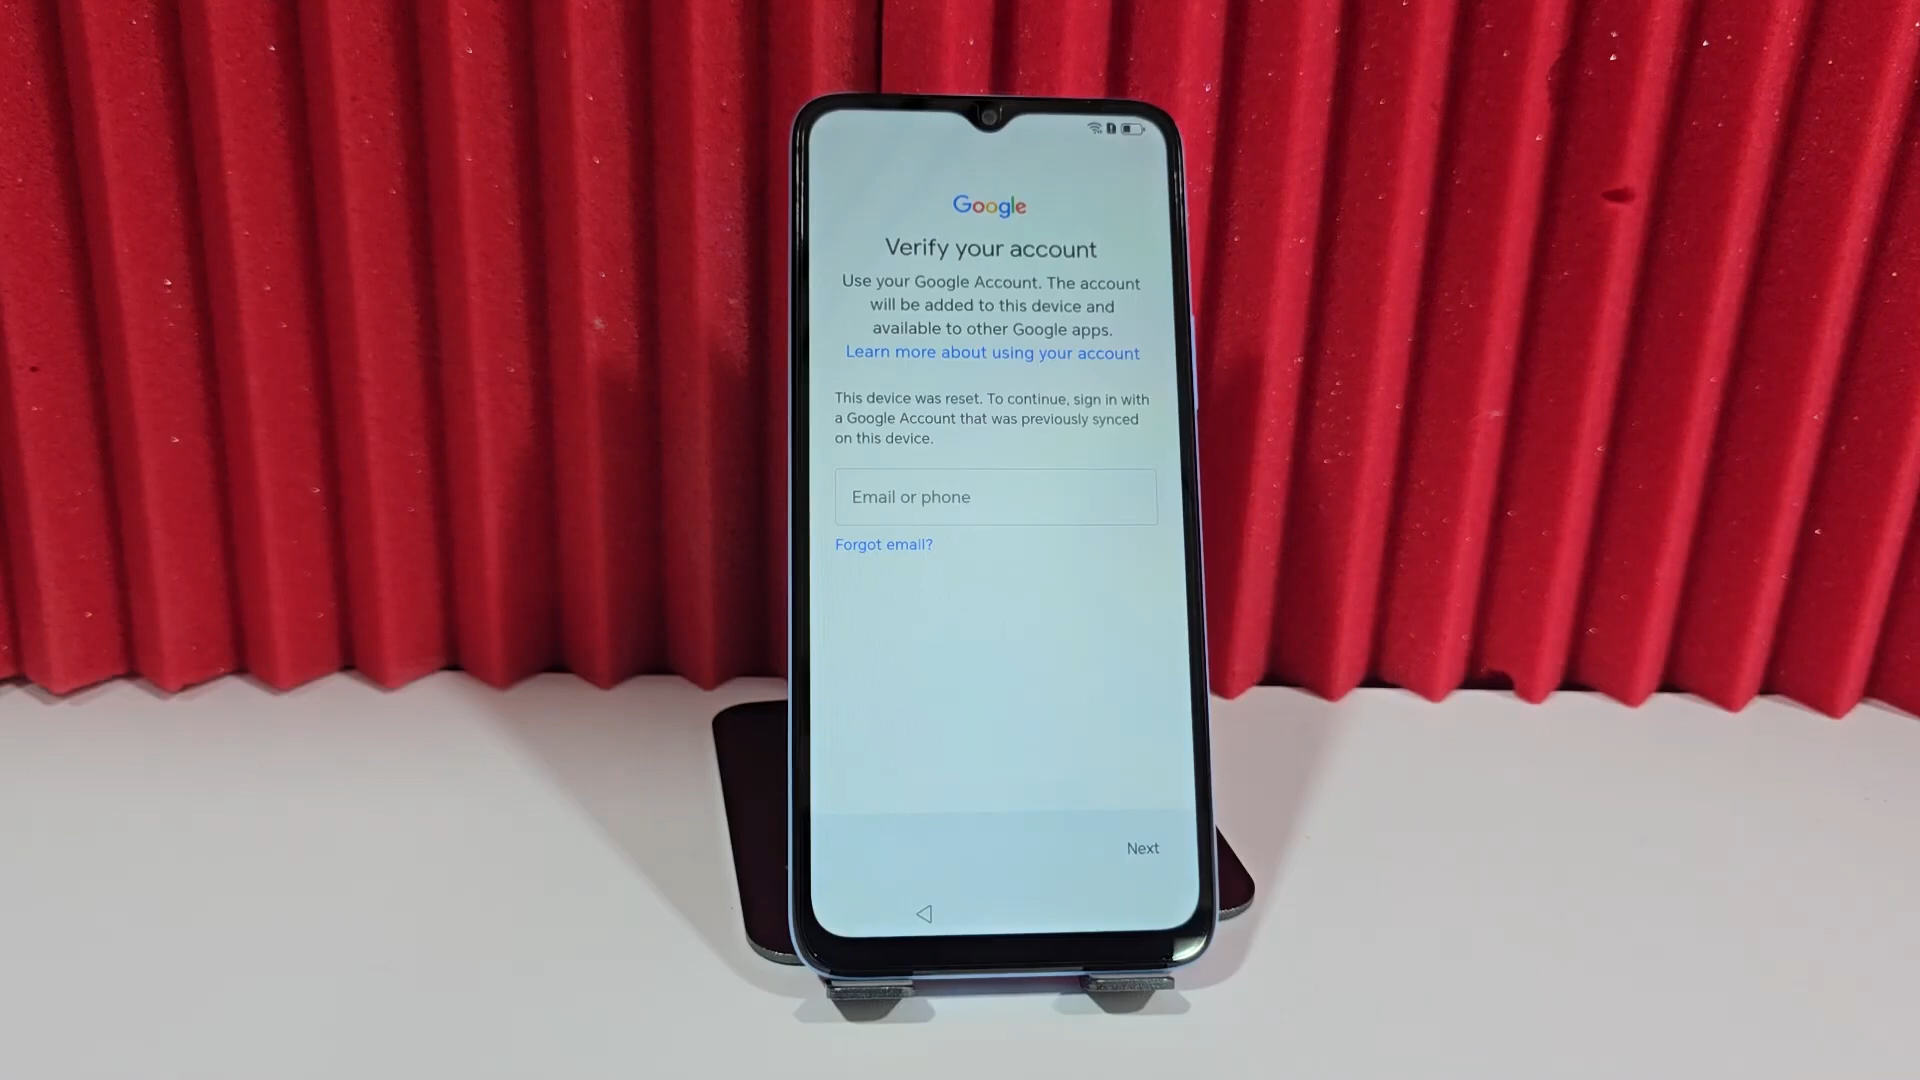 Google
Verify your account
Use your Google Account. The account
will be added to this device and
available to other Google apps.
Learn more about using your account
This device was reset. To continue, sign in with
a Google Account that was previously synced
on this device.
Email or phone
Forgot email?
Next